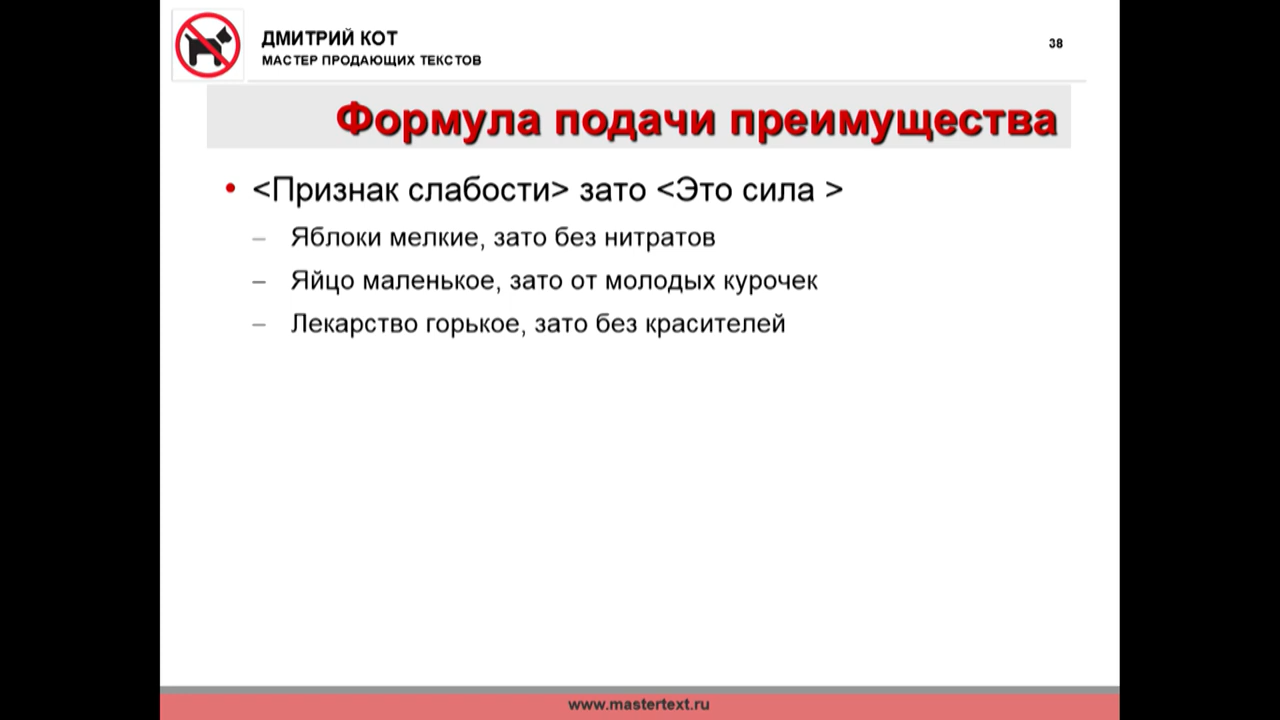 ДМИТРИЙ КОТ
МАСТЕР ПРОДАЮЩИХ ТЕКСТОВ
38
Формула подачи преимущества
• <Признак слабости> зато <Это сила >
– Яблоки мелкие, зато без нитратов
– Яйцо маленькое, зато от молодых курочек
– Лекарство горькое, зато без красителей
www.mastertext.ru